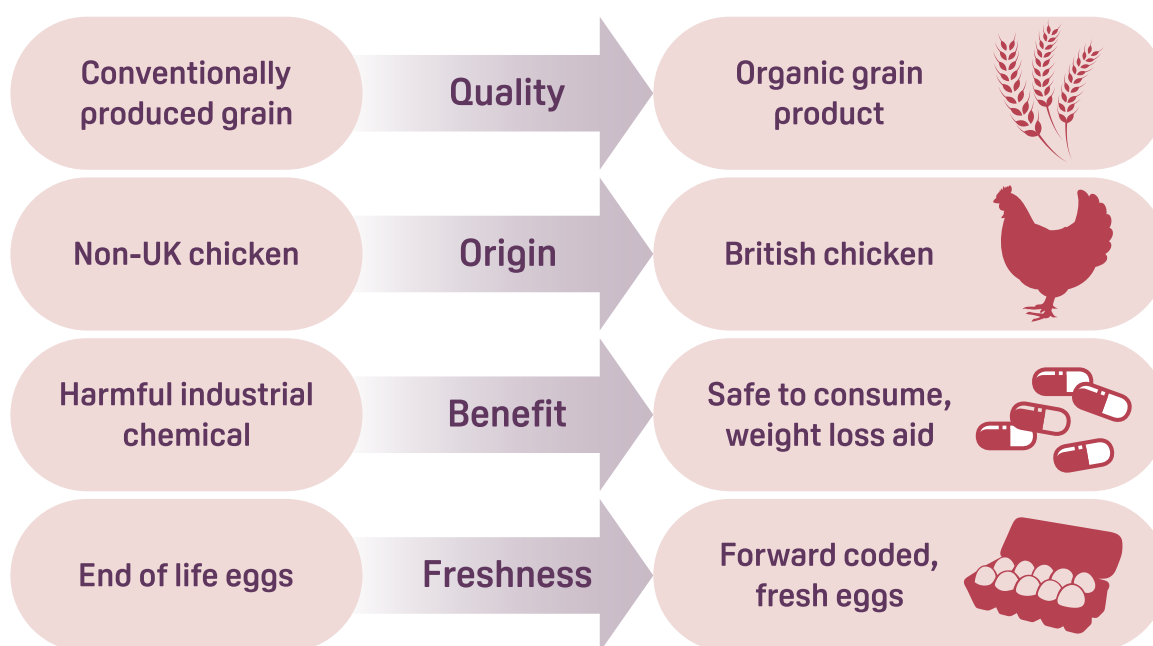 Conventionally
produced grain
Quality
Organic grain
product
Non-UK chicken
Origin
British chicken
Harmful industrial
chemical
Benefit
Safe to consume,
weight loss aid
End of life eggs
Freshness
Forward coded,
fresh eggs